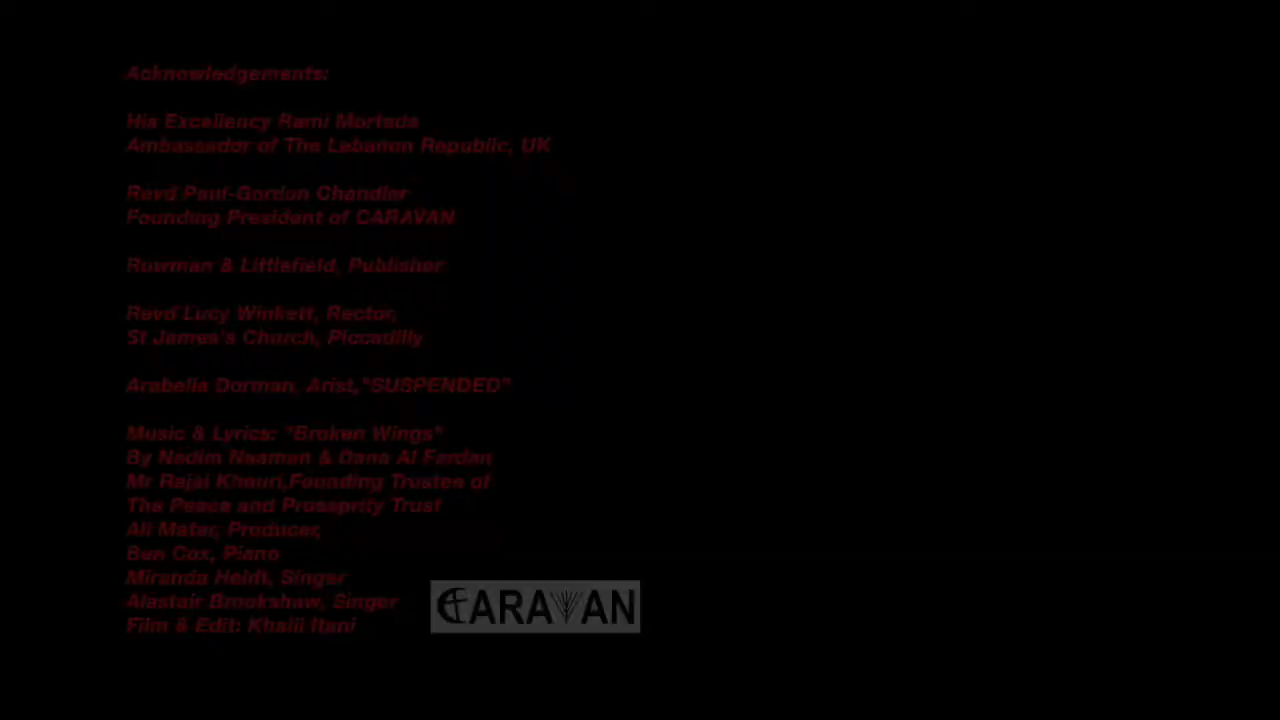 Acknowledgements:
His Excellency Rami Mortada
Ambassador of The Lebanon Republic, UK
Revd Paul-Gordon Chandler
Founding President of CARAVAN
Rowman & Littlefield, Publisher
Revd Lucy Winkett, Rector,
St James's Church, Piccadilly
Arabella Dorman, Arist,"SUSPENDED"
Music & Lyrics: "Broken Wings"
By Nadim Naaman & Dana Al Fardan
Mr Rajai Khouri,Founding Trustee of
The Peace and Prosprity Trust
Ali Matar, Producer,
Ben Cox, Piano
Miranda Heldt, Singer
Alastair Brookshaw, Singer
Film & Edit: Khalil Itani
CARAVAN